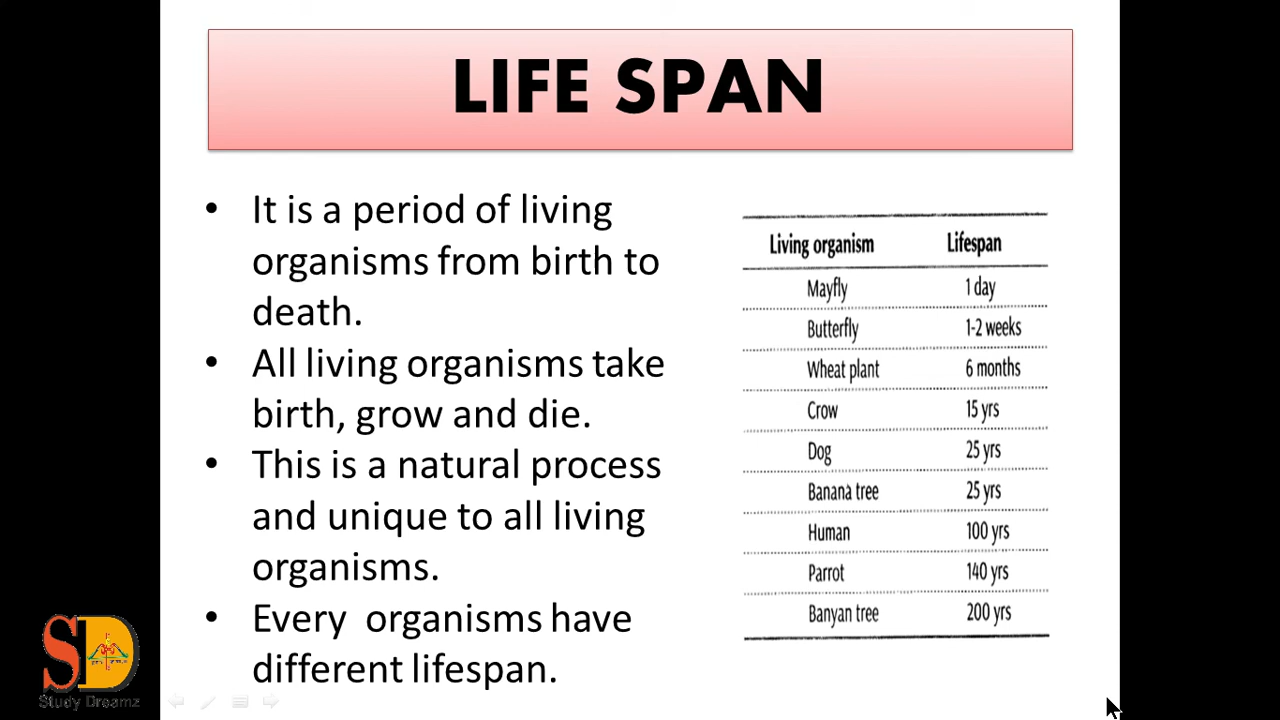 LIFE SPAN
• It is a period of living
organisms from birth to
death.
• All living organisms take
birth, grow and die.
• This is a natural process
and unique to all living
organisms.
• Every organisms have
different lifespan.
Living organism Lifespan
Mayfly 1 day
Butterfly 1-2 weeks
Wheat plant 6 months
Crow 15 yrs
Dog 25 yrs
Banana tree 25 yrs
Human 100 yrs
Parrot 140 yrs
Banyan tree 200 yrs
SD
Study Dreamz